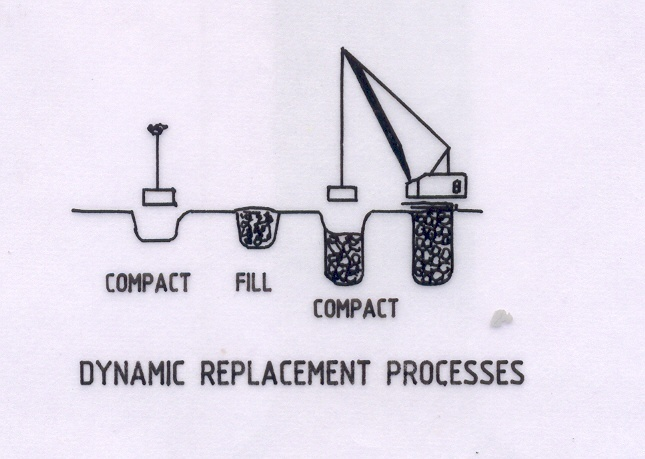 COMPACT FILL
COMPACT
DYNAMIC REPLACEMENT PROCESSES